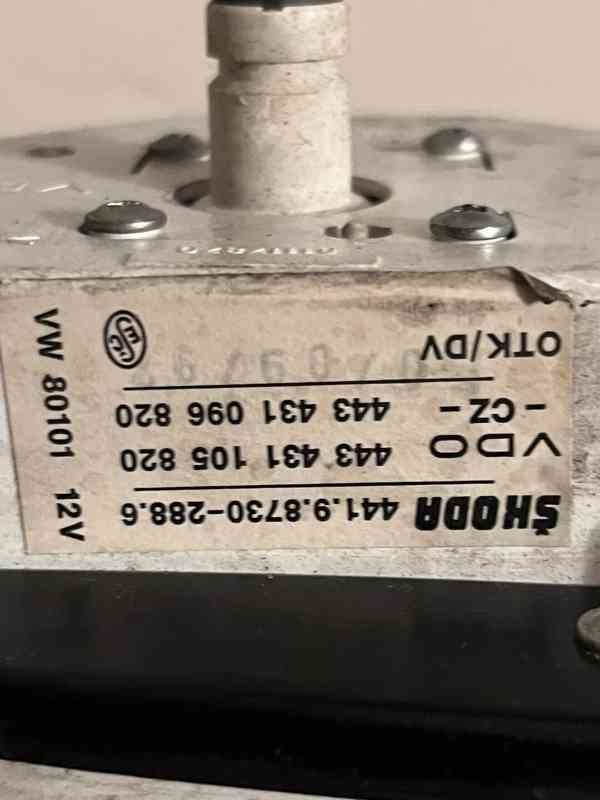 ŠKODA 441.9.8730-288.6
VDO 443 431 105 820
-CZ- 443 431 096 820
OTK/DV
VW 80101 12V